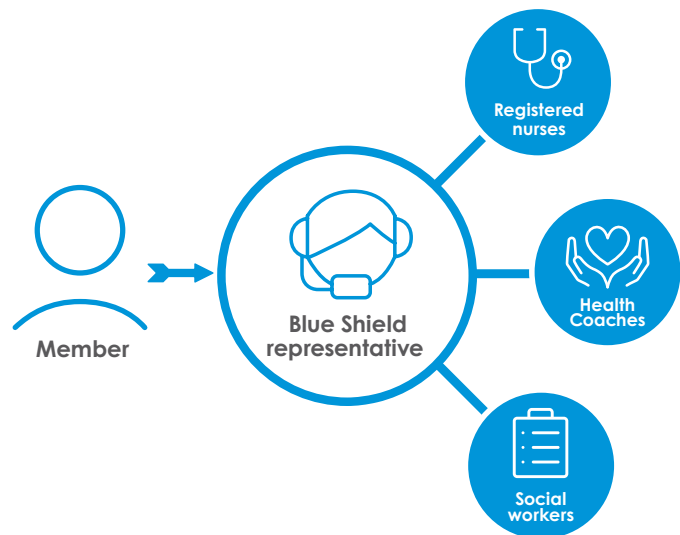 Registered
nurses
Member
Blue Shield
representative
Health
Coaches
Social
workers